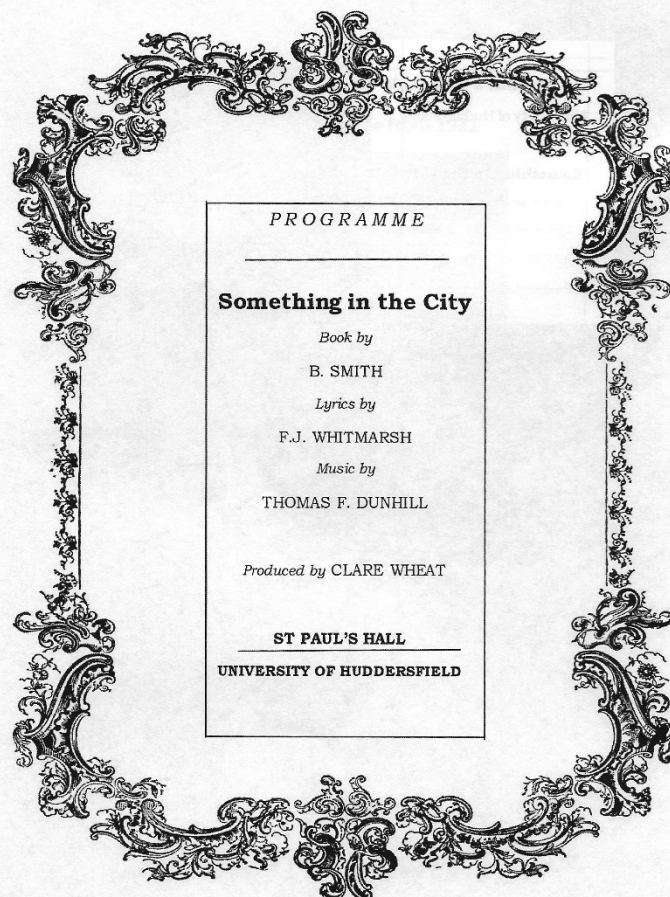 PROGRAMME
Something in the City
Book by
B. SMITH
Lyrics by
F.J. WHITMARSH
Music by
THOMAS F. DUNHILL
Produced by CLARE WHEAT
ST PAUL'S HALL
UNIVERSITY OF HUDDERSFIELD